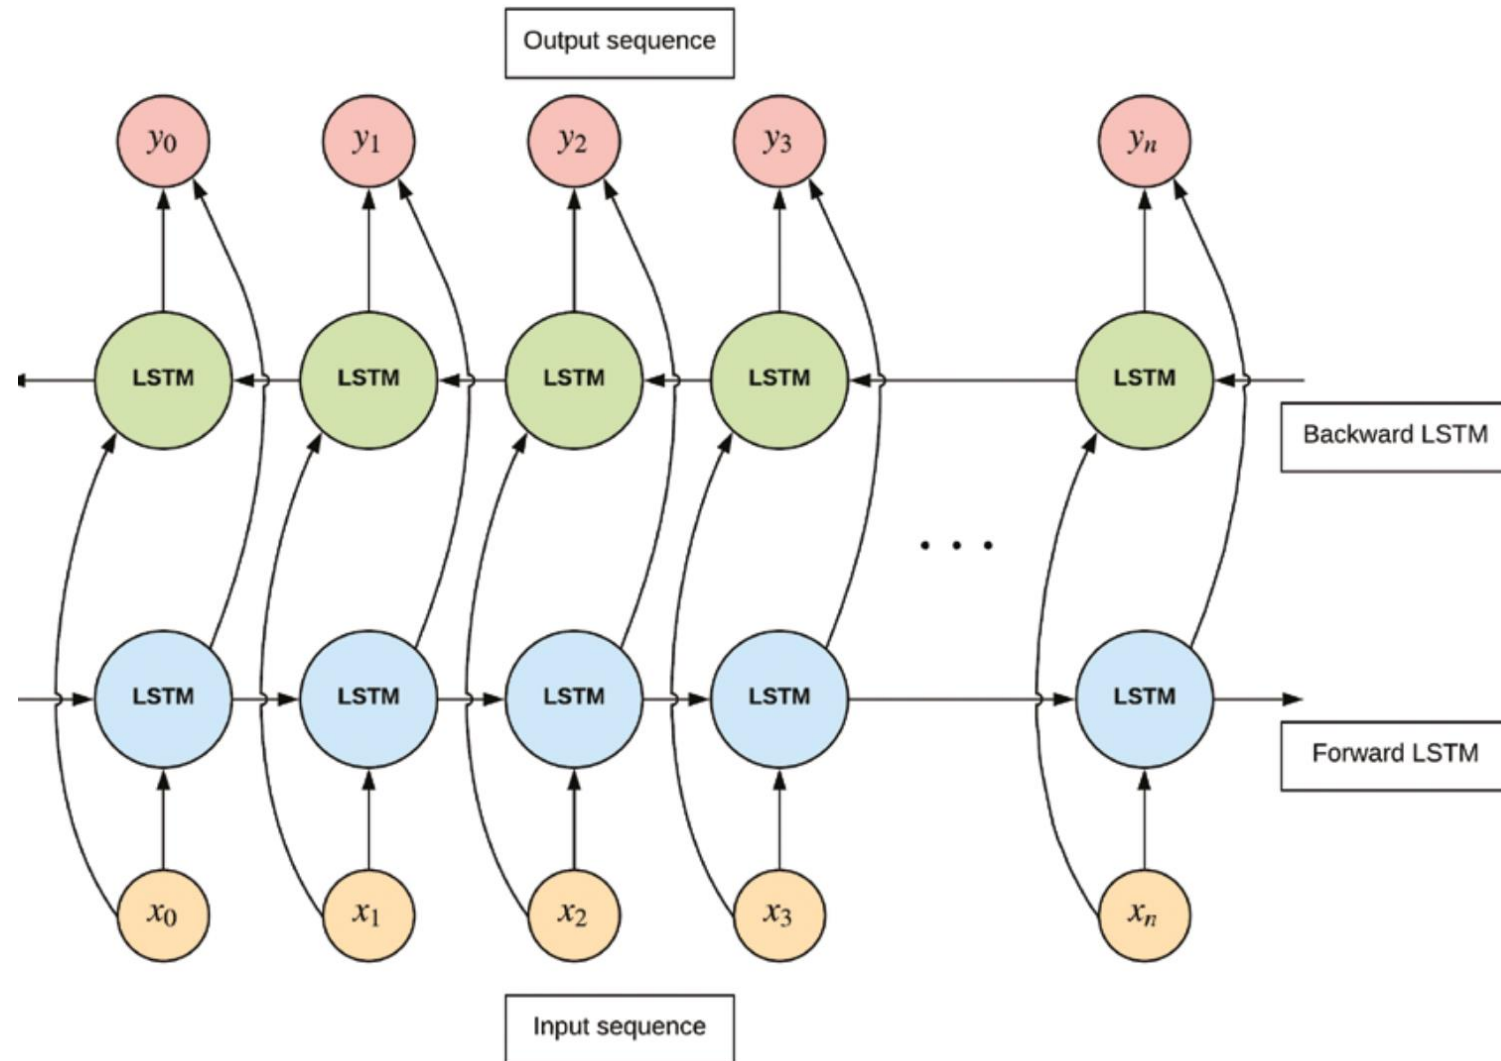 Output sequence
y₀ y₁ y₂ y₃ yₙ
LSTM LSTM LSTM LSTM LSTM
Backward LSTM
. . .
LSTM LSTM LSTM LSTM LSTM
Forward LSTM
x₀ x₁ x₂ x₃ xₙ
Input sequence